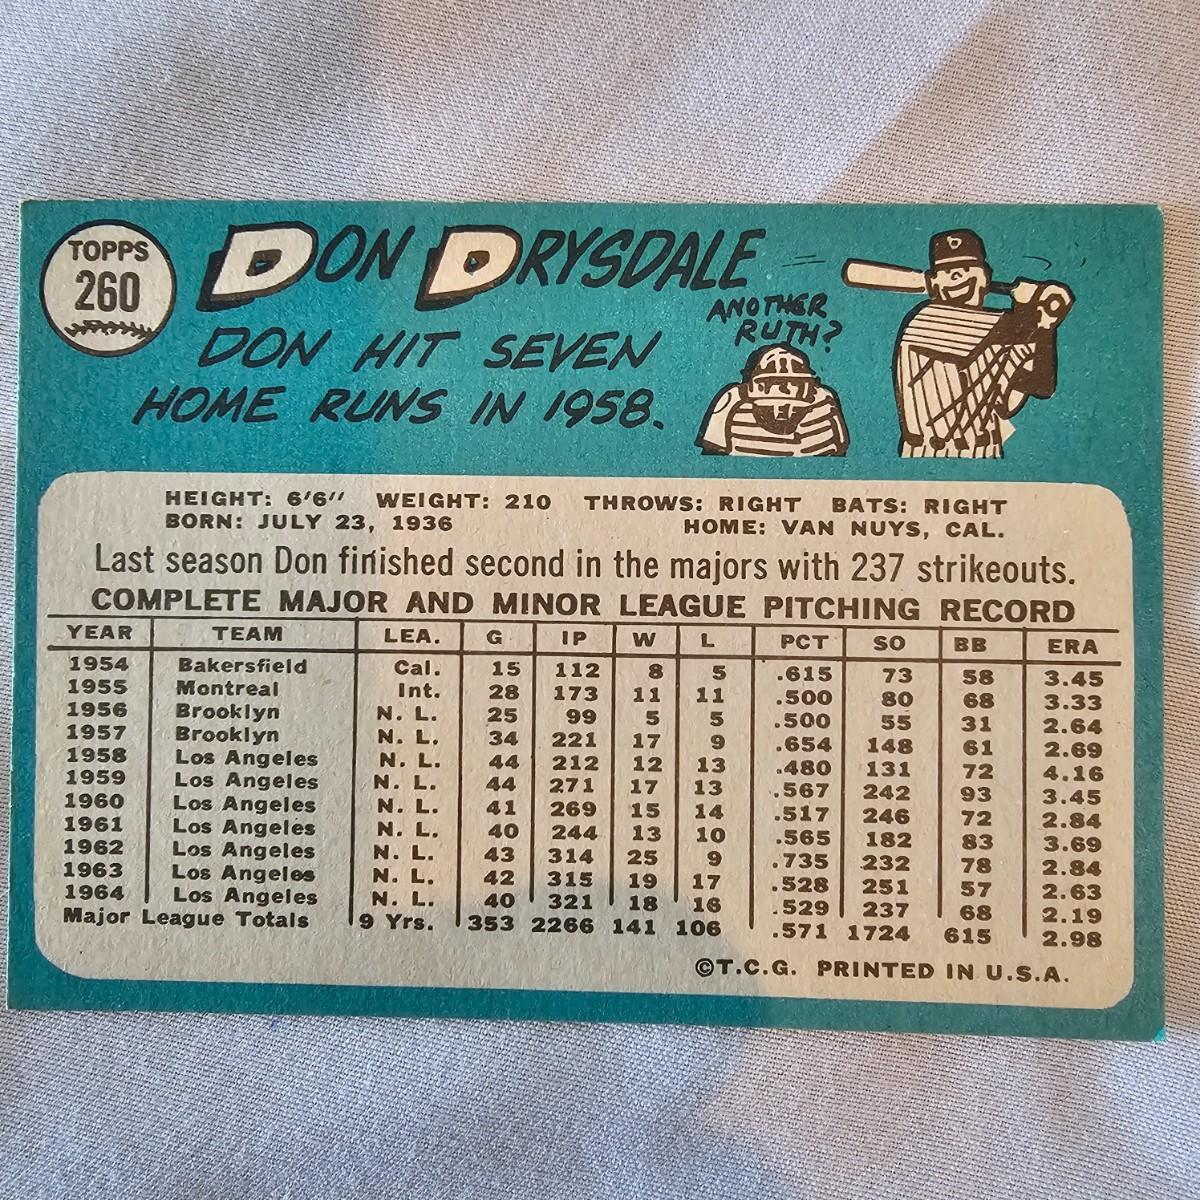 TOPPS
260
DON DRYSDALE
DON HIT SEVEN
HOME RUNS IN 1958.
ANOTHER
RUTH?
HEIGHT: 6'6" WEIGHT: 210 THROWS: RIGHT BATS: RIGHT
BORN: JULY 23, 1936 HOME: VAN NUYS, CAL.
Last season Don finished second in the majors with 237 strikeouts.
COMPLETE MAJOR AND MINOR LEAGUE PITCHING RECORD
YEAR TEAM LEA. G IP W L PCT SO BB ERA
1954 Bakersfield Cal. 15 112 8 5 .615 73 58 3.45
1955 Montreal Int. 28 173 11 11 .500 80 68 3.33
1956 Brooklyn N. L. 25 99 5 5 .500 55 31 2.64
1957 Brooklyn N. L. 34 221 17 9 .654 148 61 2.69
1958 Los Angeles N. L. 44 212 12 13 .480 131 72 4.16
1959 Los Angeles N. L. 44 271 17 13 .567 242 93 3.45
1960 Los Angeles N. L. 41 269 15 14 .517 246 72 2.84
1961 Los Angeles N. L. 40 244 13 10 .565 182 83 3.69
1962 Los Angeles N. L. 43 314 25 9 .735 232 78 2.84
1963 Los Angeles N. L. 42 315 19 17 .528 251 57 2.63
1964 Los Angeles N. L. 40 321 18 16 .529 237 68 2.19
Major League Totals 9 Yrs. 353 2266 141 106 .571 1724 615 2.98
©T.C.G. PRINTED IN U.S.A.